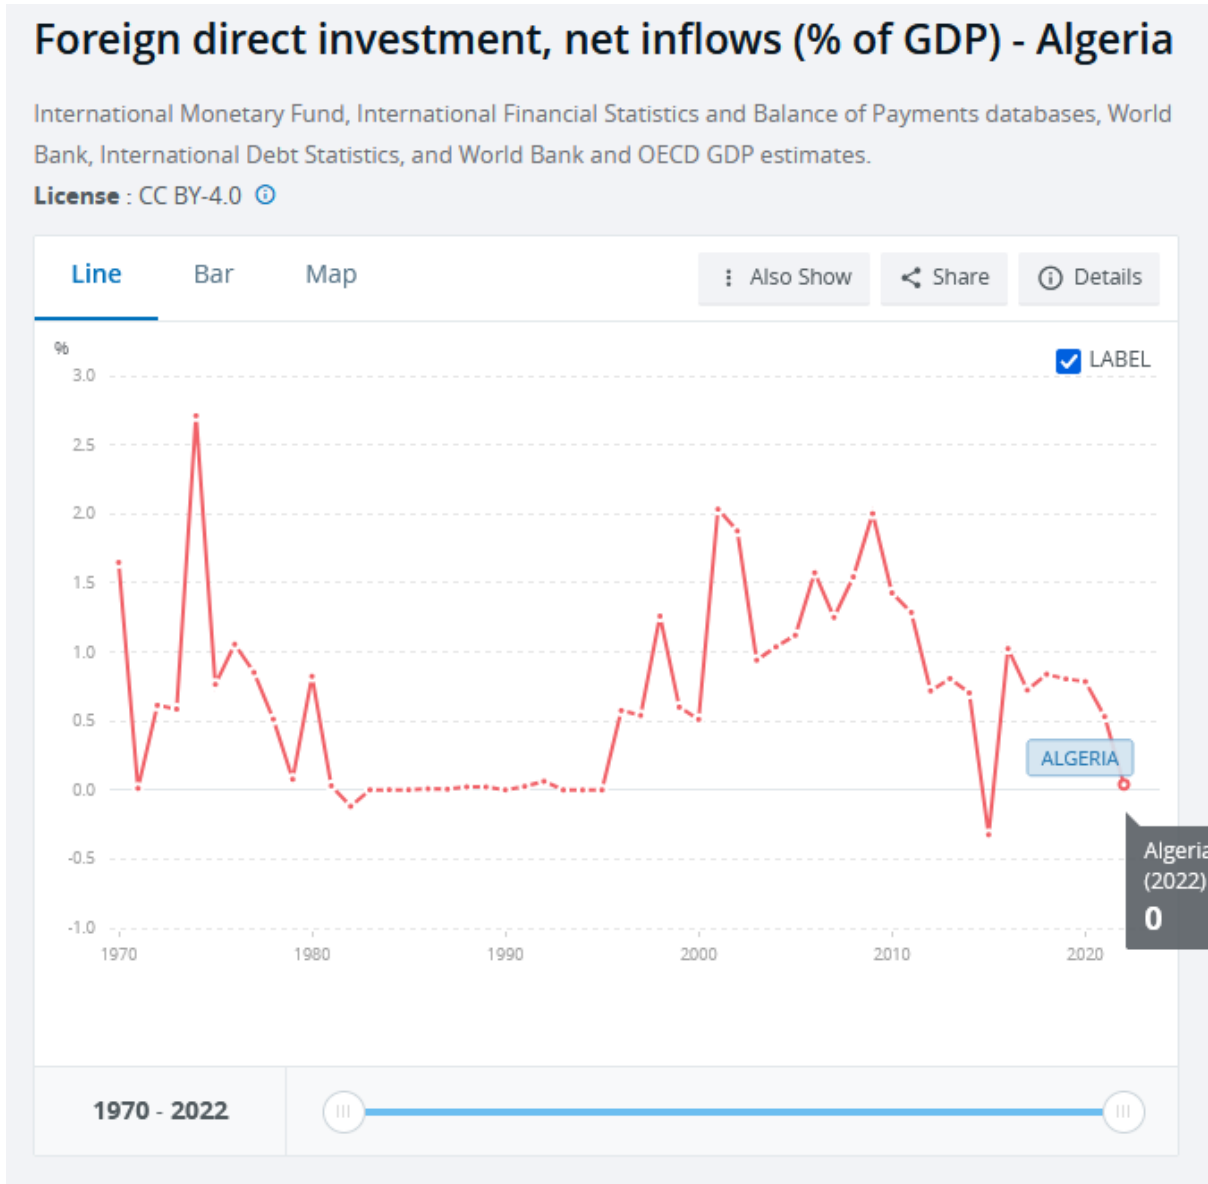 Foreign direct investment, net inflows (% of GDP) - Algeria
International Monetary Fund, International Financial Statistics and Balance of Payments databases, World
Bank, International Debt Statistics, and World Bank and OECD GDP estimates.
License : CC BY-4.0
Line Bar Map Also Show Share Details
%
LABEL
3.0
2.5
2.0
1.5
1.0
0.5
ALGERIA
0.0
-0.5
Algeria
(2022)
0
-1.0
1970 1980 1990 2000 2010 2020
1970 - 2022